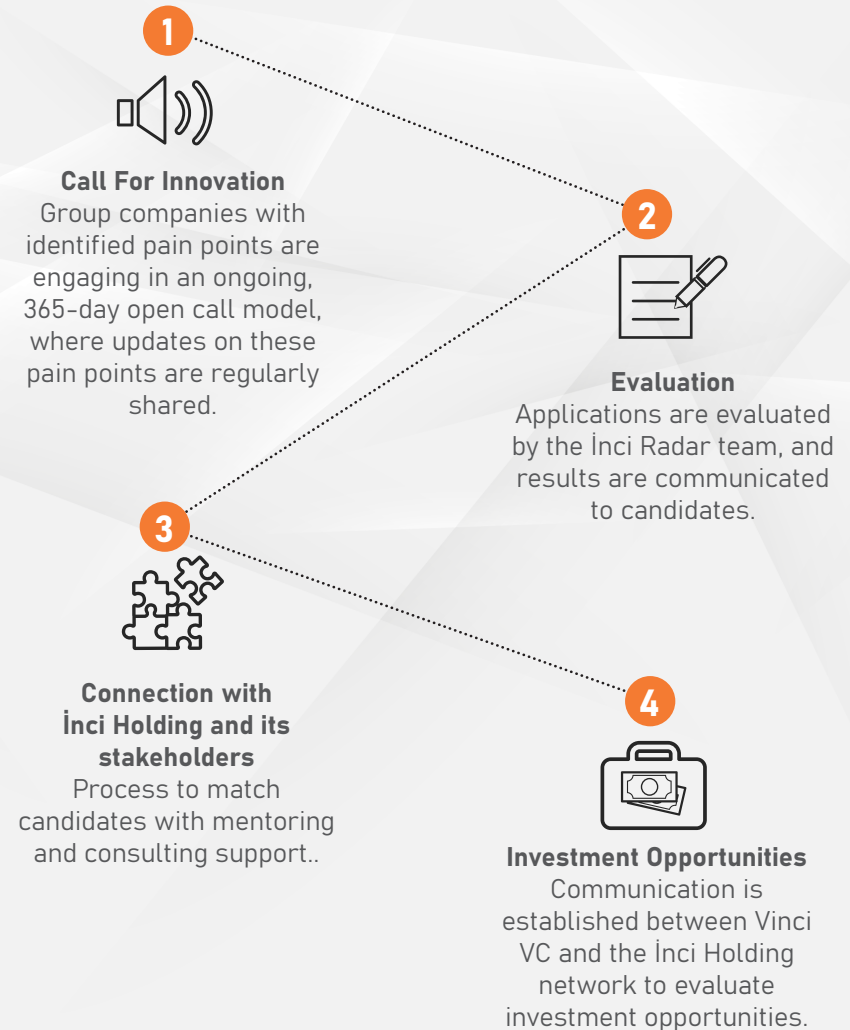 1
Call For Innovation
Group companies with
identified pain points are
engaging in an ongoing,
365-day open call model,
where updates on these
pain points are regularly
shared.
2
Evaluation
Applications are evaluated
by the İnci Radar team, and
results are communicated
to candidates.
3
Connection with
İnci Holding and its
stakeholders
Process to match
candidates with mentoring
and consulting support..
4
Investment Opportunities
Communication is
established between Vinci
VC and the İnci Holding
network to evaluate
investment opportunities.